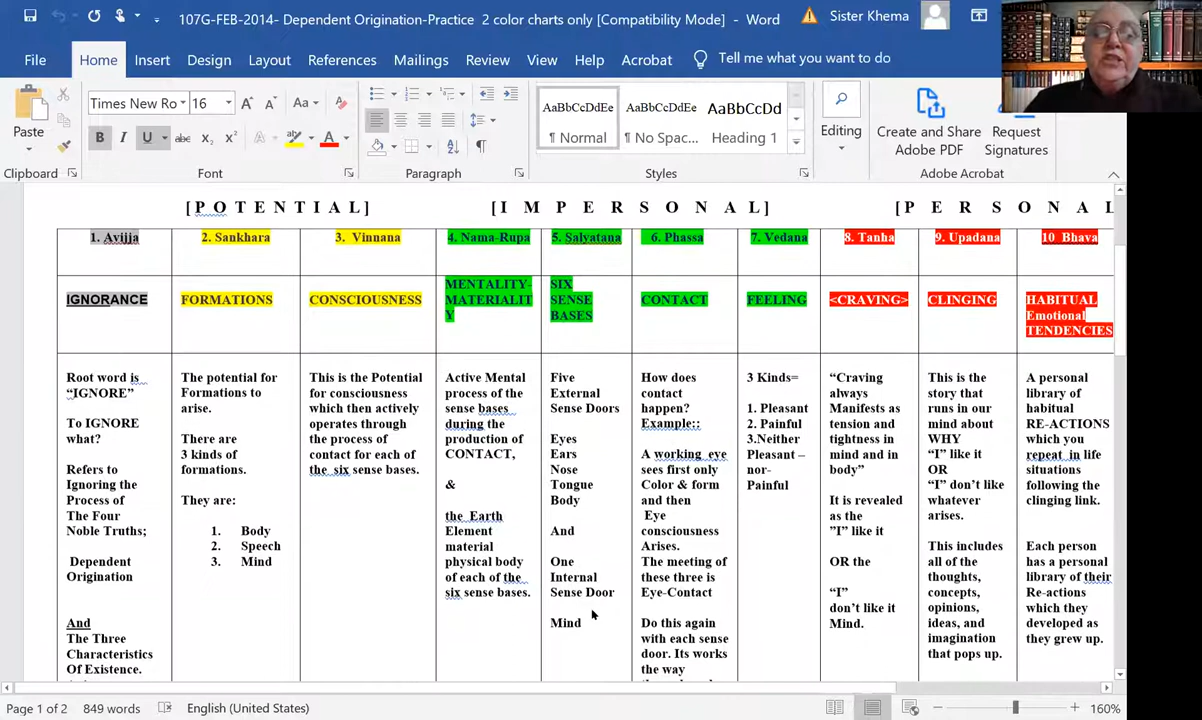 107G-FEB-2014- Dependent Origination-Practice 2 color charts only [Compatibility Mode] - Word
Sister Khema
File Home Insert Design Layout References Mailings Review View Help Acrobat Tell me what you want to do
Times New Ro 16
Aa
AaBbCcDdEe AaBbCcDdEe AaBbCcDd
¶ Normal ¶ No Spac... Heading 1
Paste
B I U abc x₂ x² A A
Editing
Create and Share Adobe PDF
Request Signatures
Clipboard Font Paragraph Styles Adobe Acrobat
[P O T E N T I A L] [I M P E R S O N A L] [P E R S O N A L
1. Avijja 2. Sankhara 3. Vinnana 4. Nama-Rupa 5. Salyatana 6. Phassa 7. Vedana 8. Tanha 9. Upadana 10 Bhava
IGNORANCE
FORMATIONS
CONSCIOUSNESS
MENTALITY-
MATERIALIT
Y
SIX
SENSE
BASES
CONTACT
FEELING
<CRAVING>
CLINGING
HABITUAL
Emotional
TENDENCIES
Root word is
“IGNORE”
To IGNORE
what?
Refers to
Ignoring the
Process of
The Four
Noble Truths;
Dependent
Origination
And
The Three
Characteristics
Of Existence.
The potential for
Formations to
arise.
There are
3 kinds of
formations.
They are:
1. Body
2. Speech
3. Mind
This is the Potential
for consciousness
which then actively
operates through
the process of
contact for each of
the six sense bases.
Active Mental
process of the
sense bases
during the
production of
CONTACT,
&
the Earth
Element
material
physical body
of each of the
six sense bases.
Five
External
Sense Doors
Eyes
Ears
Nose
Tongue
Body
And
One
Internal
Sense Door
Mind
How does
contact
happen?
Example::
A working eye
sees first only
Color & form
and then
Eye
consciousness
Arises.
The meeting of
these three is
Eye-Contact
Do this again
with each sense
door. Its works
the way
3 Kinds=
1. Pleasant
2. Painful
3.Neither
Pleasant –
nor-
Painful
“Craving
always
Manifests as
tension and
tightness in
mind and in
body”
It is revealed
as the
”I” like it
OR the
“I”
don’t like it
Mind.
This is the
story that
runs in our
mind about
WHY
“I” like it
OR
“I” don’t like
whatever
arises.
This includes
all of the
thoughts,
concepts,
opinions,
ideas, and
imagination
that pops up.
A personal
library of
habitual
RE-ACTIONS
which you
repeat in life
situations
following the
clinging link.
Each person
has a personal
library of their
Re-actions
which they
developed as
they grew up.
Page 1 of 2 849 words English (United States) 160%